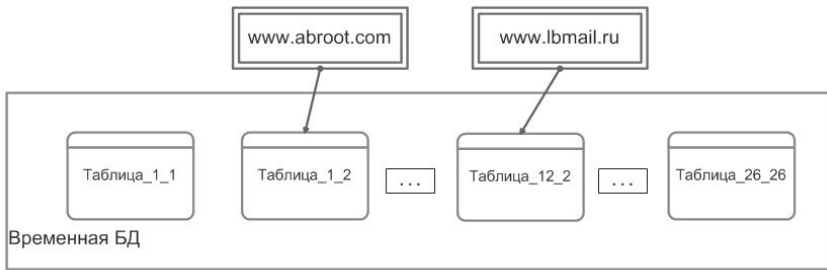 www.abroot.com
www.lbmail.ru
Таблица_1_1
Таблица_1_2
...
Таблица_12_2
...
Таблица_26_26
Временная БД